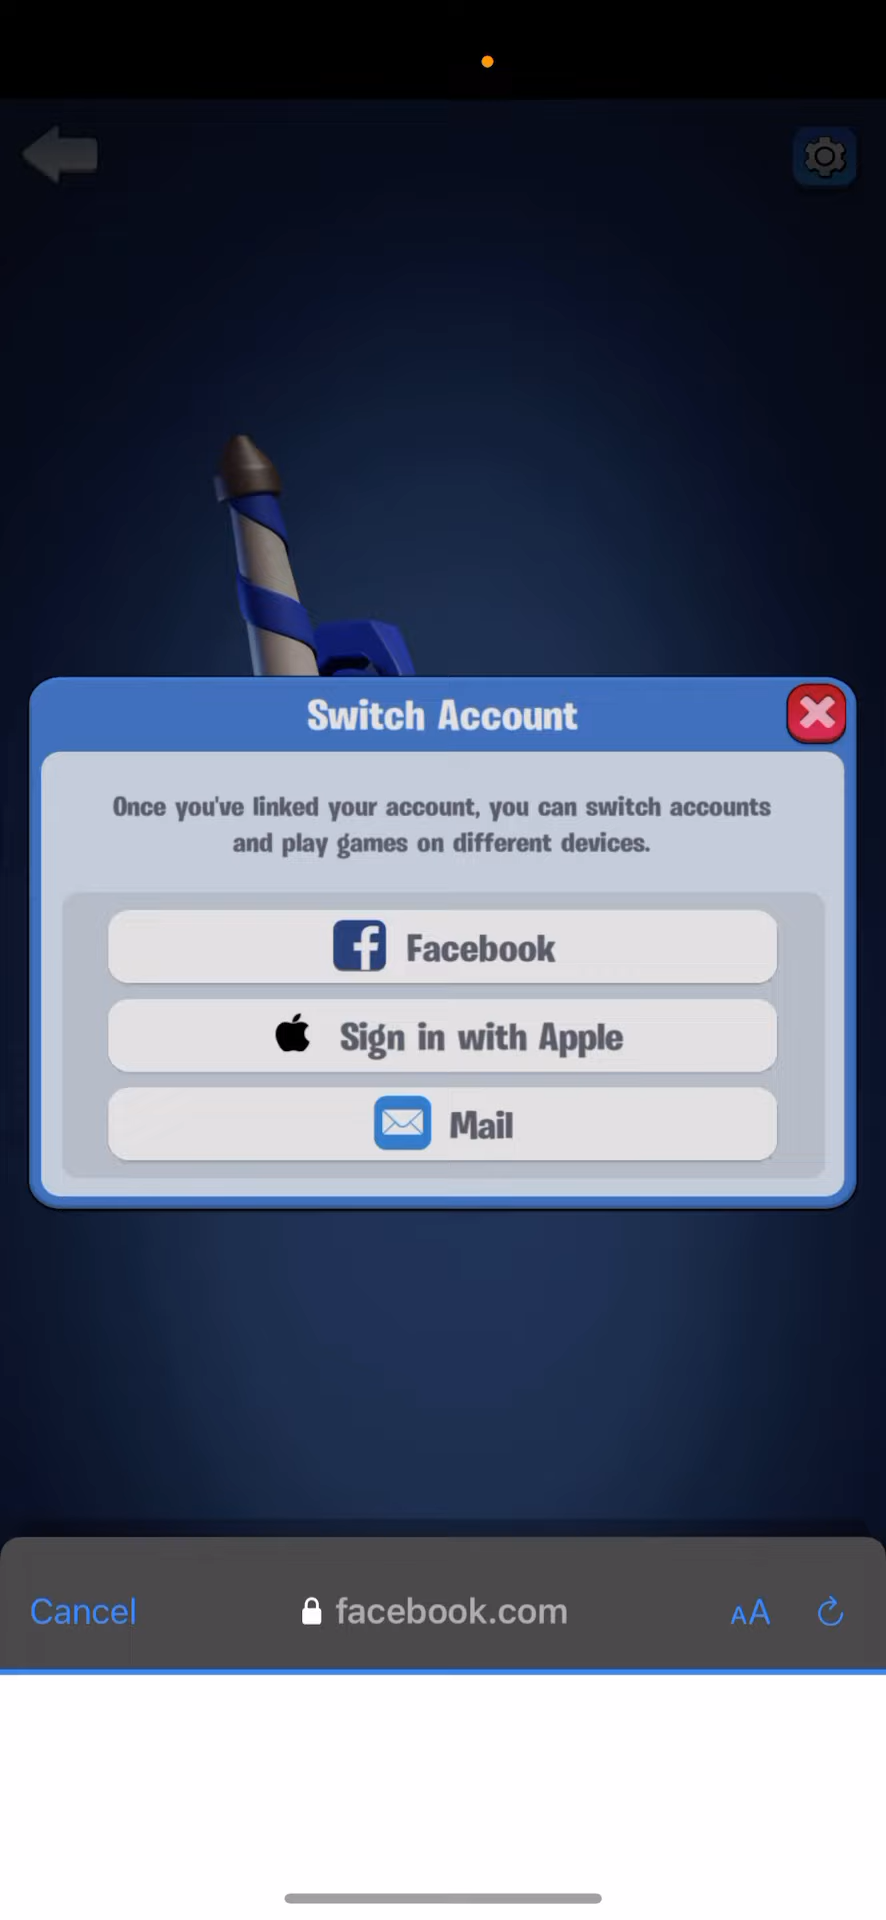 Switch Account
Once you've linked your account, you can switch accounts
and play games on different devices.
Facebook
Sign in with Apple
Mail
Cancel facebook.com AA